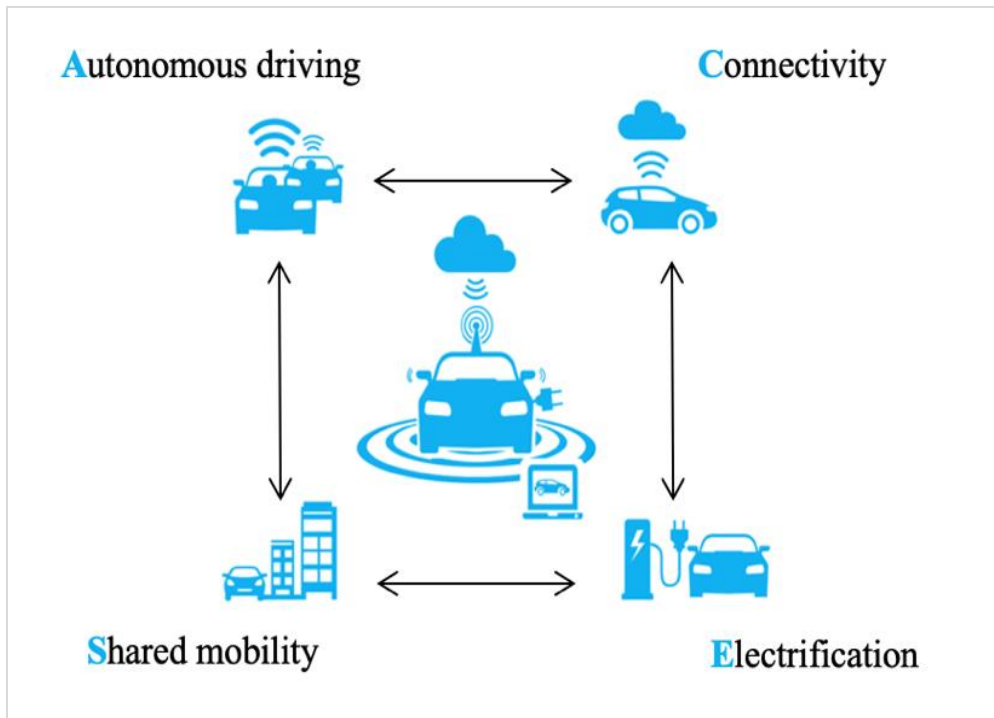 Autonomous driving
Connectivity
Shared mobility
Electrification